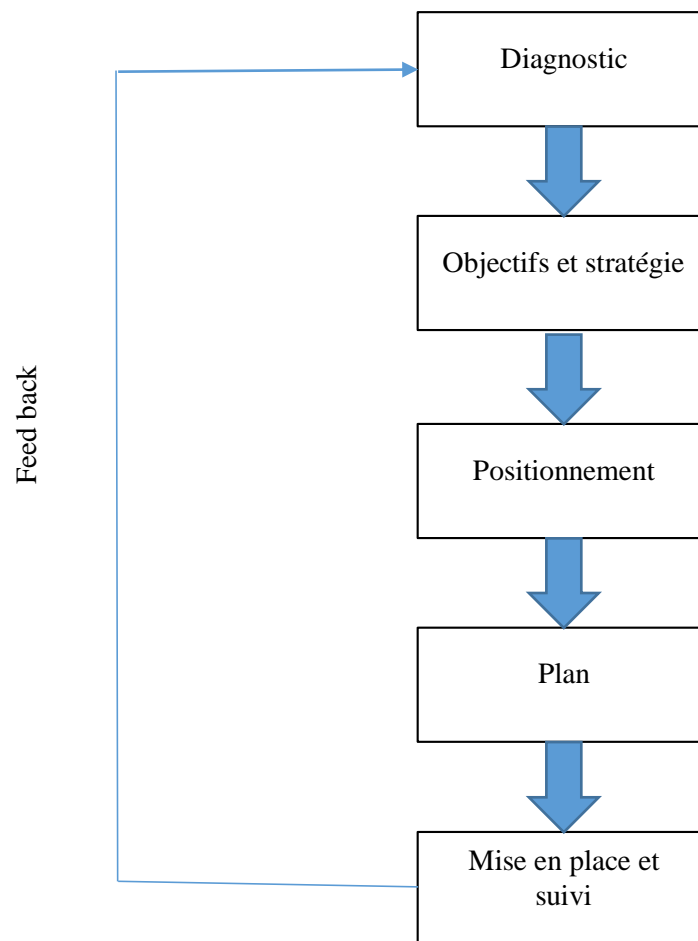 Diagnostic
Objectifs et stratégie
Feed back
Positionnement
Plan
Mise en place et
suivi